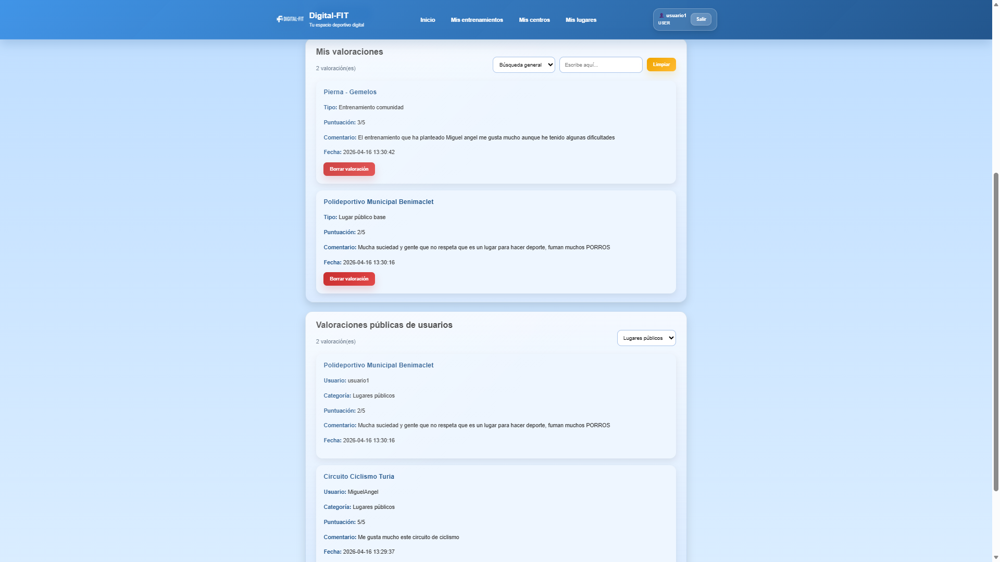 DIGITAL-FIT
Digital-FIT
Tu espacio deportivo digital
Inicio
Mis entrenamientos
Mis centros
Mis lugares
usuario1
USER
Salir
Mis valoraciones
2 valoración(es)
Búsqueda general
Escribe aquí...
Limpiar
Pierna - Gemelos
Tipo: Entrenamiento comunidad
Puntuación: 3/5
Comentario: El entrenamiento que ha planteado Miguel angel me gusta mucho aunque he tenido algunas dificultades
Fecha: 2026-04-16 13:30:42
Borrar valoración
Polideportivo Municipal Benimaclet
Tipo: Lugar público base
Puntuación: 2/5
Comentario: Mucha suciedad y gente que no respeta que es un lugar para hacer deporte, fuman muchos PORROS
Fecha: 2026-04-16 13:30:16
Borrar valoración
Valoraciones públicas de usuarios
2 valoración(es)
Lugares públicos
Polideportivo Municipal Benimaclet
Usuario: usuario1
Categoría: Lugares públicos
Puntuación: 2/5
Comentario: Mucha suciedad y gente que no respeta que es un lugar para hacer deporte, fuman muchos PORROS
Fecha: 2026-04-16 13:30:16
Circuito Ciclismo Turia
Usuario: MiguelAngel
Categoría: Lugares públicos
Puntuación: 5/5
Comentario: Me gusta mucho este circuito de ciclismo
Fecha: 2026-04-16 13:29:37